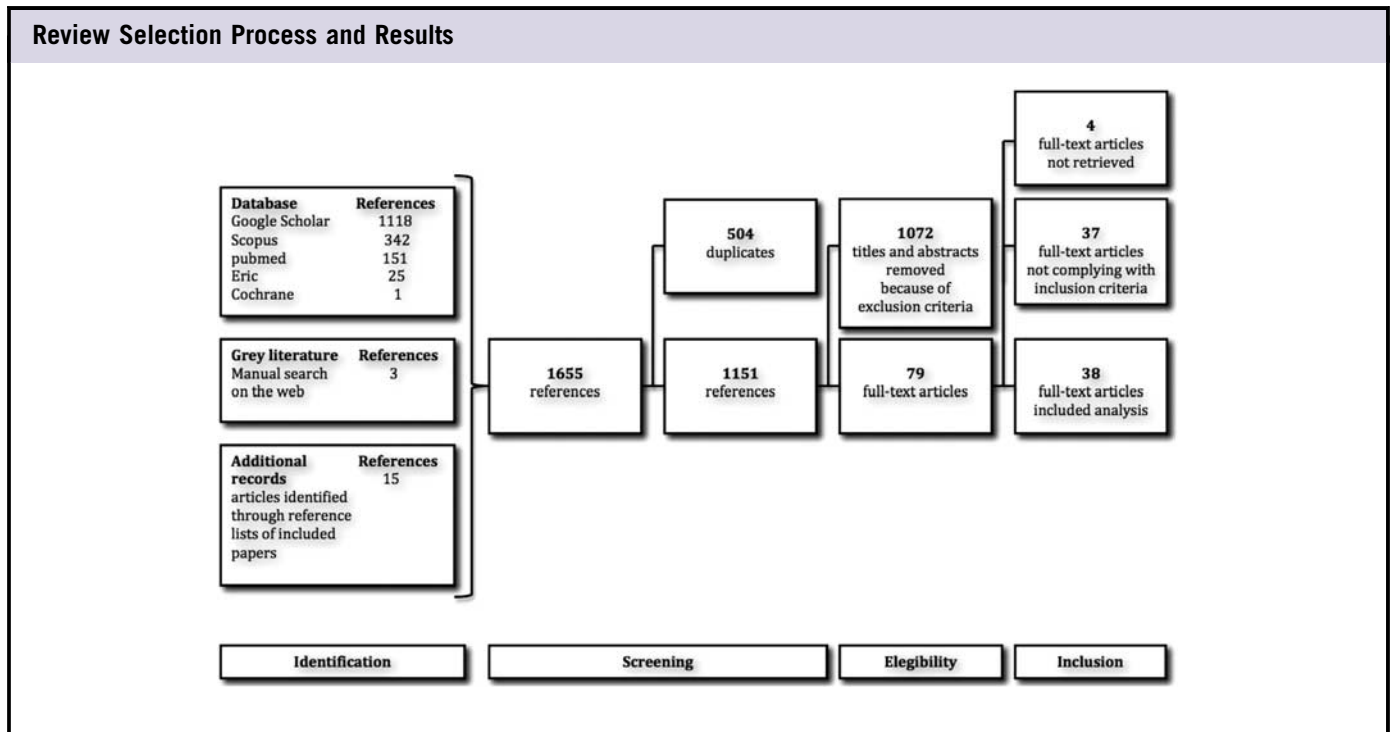 Review Selection Process and Results
Database References
Google Scholar 1118
Scopus 342
pubmed 151
Eric 25
Cochrane 1
Grey literature References
Manual search 3
on the web
Additional References
records 15
articles identified
through reference
lists of included
papers
1655
references
504
duplicates
1151
references
1072
titles and abstracts
removed
because of
exclusion criteria
79
full-text articles
4
full-text articles
not retrieved
37
full-text articles
not complying with
inclusion criteria
38
full-text articles
included analysis
Identification
Screening
Elegibility
Inclusion